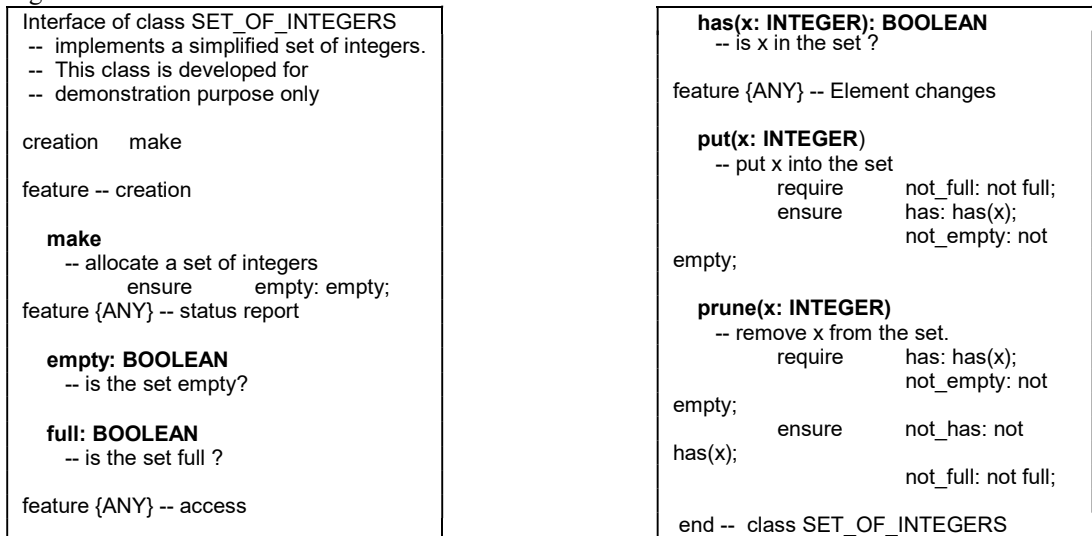 Interface of class SET_OF_INTEGERS
-- implements a simplified set of integers.
-- This class is developed for
-- demonstration purpose only
creation make
feature -- creation
make
-- allocate a set of integers
ensure empty: empty;
feature {ANY} -- status report
empty: BOOLEAN
-- is the set empty?
full: BOOLEAN
-- is the set full ?
feature {ANY} -- access
has(x: INTEGER): BOOLEAN
-- is x in the set ?
feature {ANY} -- Element changes
put(x: INTEGER)
-- put x into the set
require not_full: not full;
ensure has: has(x);
not_empty: not
empty;
prune(x: INTEGER)
-- remove x from the set.
require has: has(x);
not_empty: not
empty;
ensure not_has: not
has(x);
not_full: not full;
end -- class SET_OF_INTEGERS